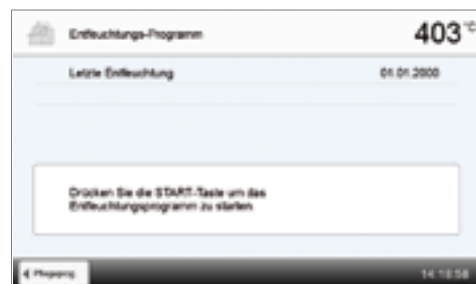 Entfeuchtungs-Programm
403 °C
Letzte Entfeuchtung 01.01.2000
Drücken Sie die START-Taste um das
Entfeuchtungsprogramm zu starten
14:18:58